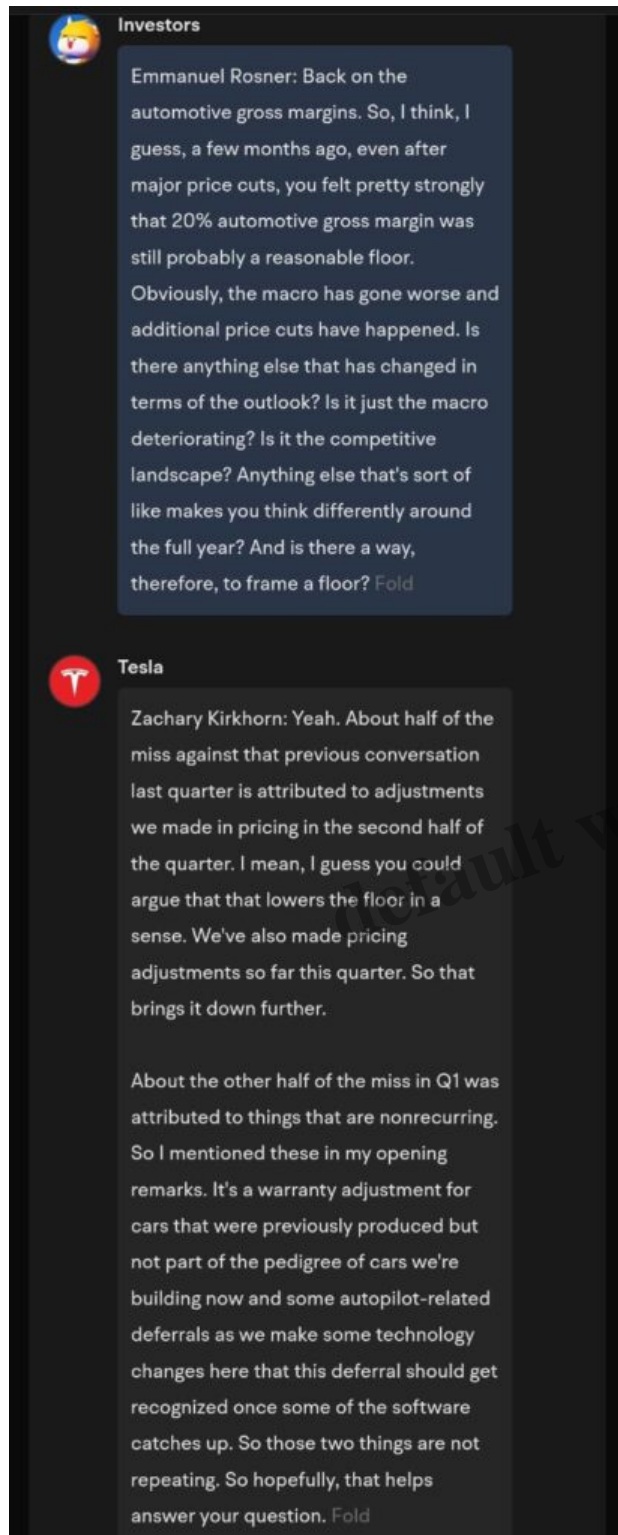 Investors
Emmanuel Rosner: Back on the
automotive gross margins. So, I think, I
guess, a few months ago, even after
major price cuts, you felt pretty strongly
that 20% automotive gross margin was
still probably a reasonable floor.
Obviously, the macro has gone worse and
additional price cuts have happened. Is
there anything else that has changed in
terms of the outlook? Is it just the macro
deteriorating? Is it the competitive
landscape? Anything else that's sort of
like makes you think differently around
the full year? And is there a way,
therefore, to frame a floor? Fold
Tesla
Zachary Kirkhorn: Yeah. About half of the
miss against that previous conversation
last quarter is attributed to adjustments
we made in pricing in the second half of
the quarter. I mean, I guess you could
argue that that lowers the floor in a
sense. We've also made pricing
adjustments so far this quarter. So that
brings it down further.
About the other half of the miss in Q1 was
attributed to things that are nonrecurring.
So I mentioned these in my opening
remarks. It's a warranty adjustment for
cars that were previously produced but
not part of the pedigree of cars we're
building now and some autopilot-related
deferrals as we make some technology
changes here that this deferral should get
recognized once some of the software
catches up. So those two things are not
repeating. So hopefully, that helps
answer your question. Fold
default w